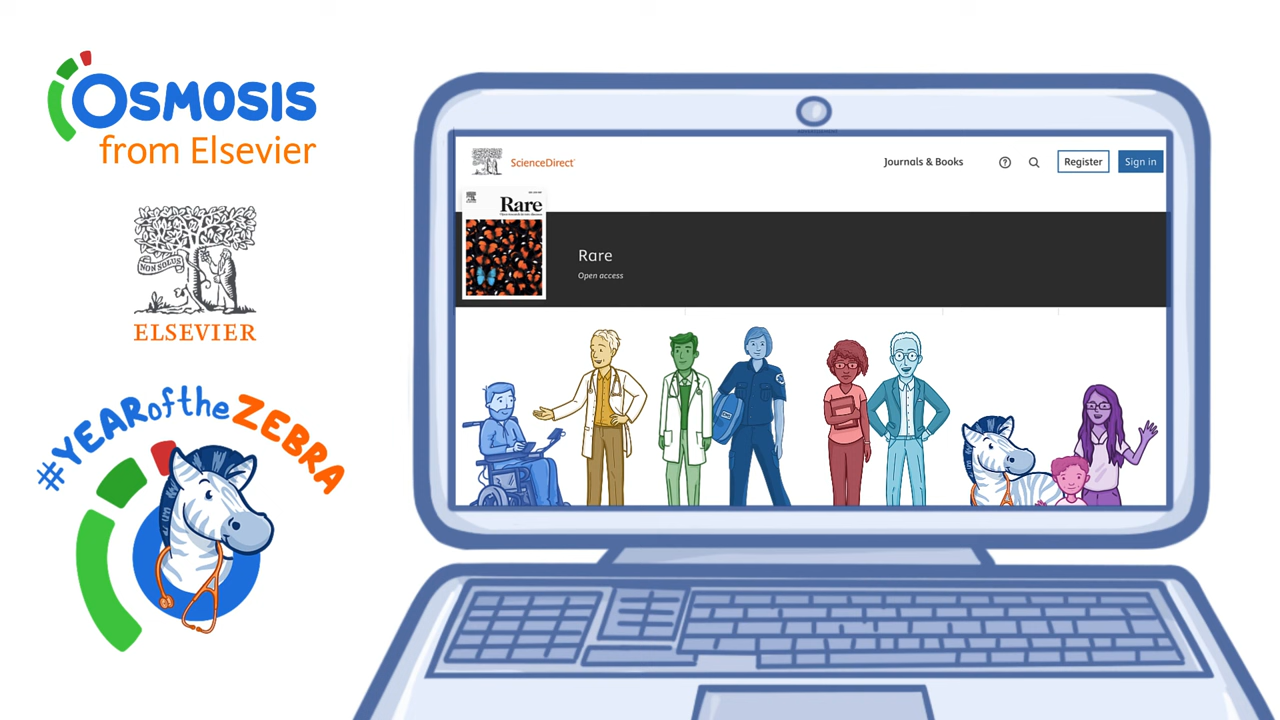 OSMOSIS
from Elsevier
NON SOLUS
ELSEVIER
#YEARoftheZEBRA
ScienceDirect
Journals & Books
?
Register
Sign in
Rare
Rare
Open access